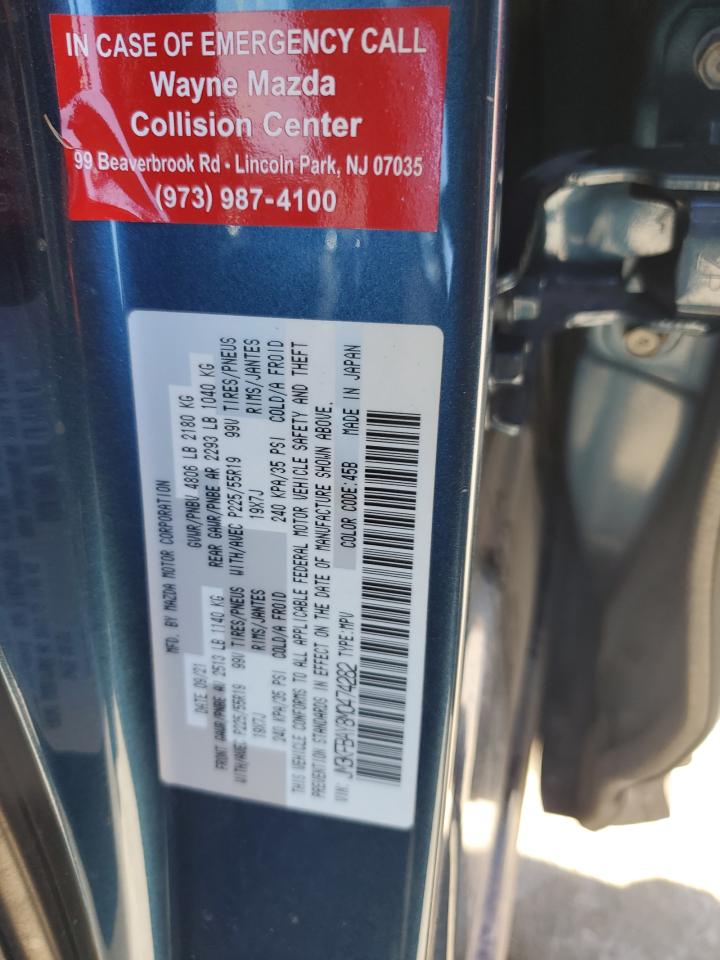 IN CASE OF EMERGENCY CALL
Wayne Mazda
Collision Center
99 Beaverbrook Rd - Lincoln Park, NJ 07035
(973) 987-4100
MFD. BY MAZDA MOTOR CORPORATION
DATE 09/21 GVWR/PNBV 4806 LB 2180 KG
FRONT GAWR/PNBE AV 2513 LB 1140 KG REAR GAWR/PNBE AR 2293 LB 1040 KG
WITH/AVEC P225/55R19 99V TIRES/PNEUS WITH/AVEC P225/55R19 99V TIRES/PNEUS
19X7J RIMS/JANTES 19X7J RIMS/JANTES
240 KPA/35 PSI COLD/A FROID 240 KPA/35 PSI COLD/A FROID
THIS VEHICLE CONFORMS TO ALL APPLICABLE FEDERAL MOTOR VEHICLE SAFETY AND THEFT
PREVENTION STANDARDS IN EFFECT ON THE DATE OF MANUFACTURE SHOWN ABOVE.
VIN: JM3KFBAY8M0474282 TYPE:MPV COLOR CODE:45B MADE IN JAPAN